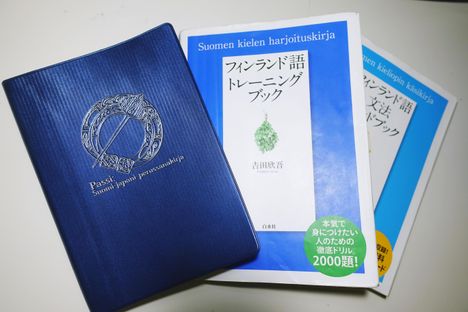 Passi:
Suomi-japani perussanakirja
Suomen kielen harjoituskirja
フィンランド語
トレーニング
ブック
吉田欣吾
白水社
本気で
身につけたい
人のための
徹底ドリル。
2000題!
men kieliopin käsikirja
フィンランド語
文法
ドブック